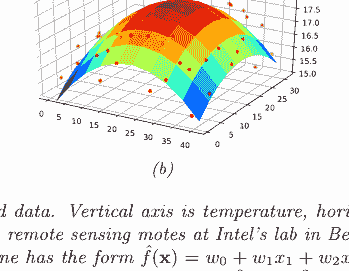 17.5
17.0
16.5
16.0
15.5
15.0
0 5 10 15 20 25 30 35 40
0 5 10 15 20 25 30
(b)
d data. Vertical axis is temperature, hor
remote sensing motes at Intel's lab in Be
ne has the form f̂(x) = w₀ + w₁x₁ + w₂x